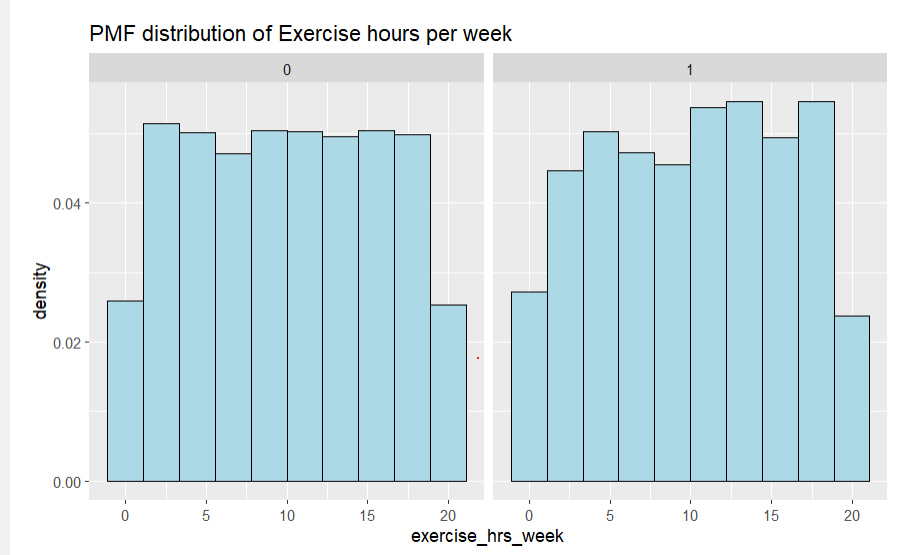 PMF distribution of Exercise hours per week
0
1
density
0.04
0.02
0.00
0 5 10 15 20
0 5 10 15 20
exercise_hrs_week